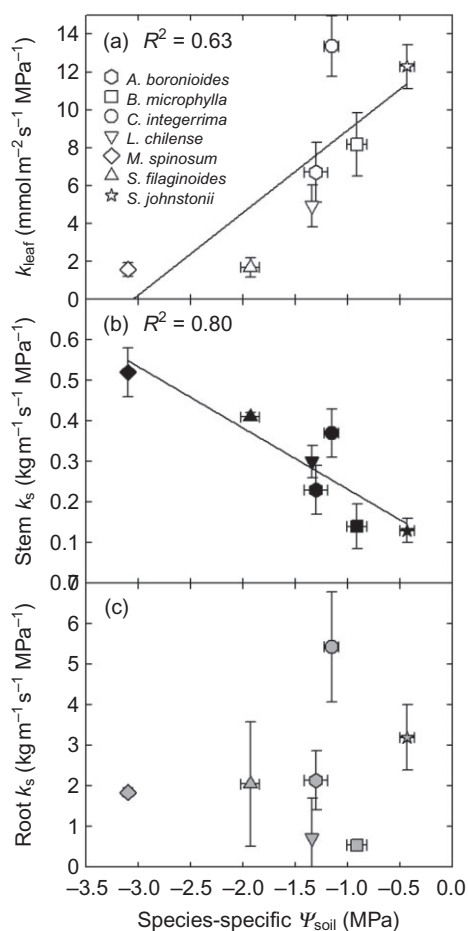 (a) R² = 0.63
14
12
10
8
6
4
2
0
A. boronioides
B. microphylla
C. integerrima
L. chilense
M. spinosum
S. filaginoides
S. johnstonii
k_leaf (mmol m⁻² s⁻¹ MPa⁻¹)
(b) R² = 0.80
0.6
0.5
0.4
0.3
0.2
0.1
0
Stem k_s (kg m⁻¹ s⁻¹ MPa⁻¹)
(c)
7
6
5
4
3
2
1
0
Root k_s (kg m⁻¹ s⁻¹ MPa⁻¹)
–3.5 –3.0 –2.5 –2.0 –1.5 –1.0 –0.5 0.0
Species-specific Ψ_soil (MPa)